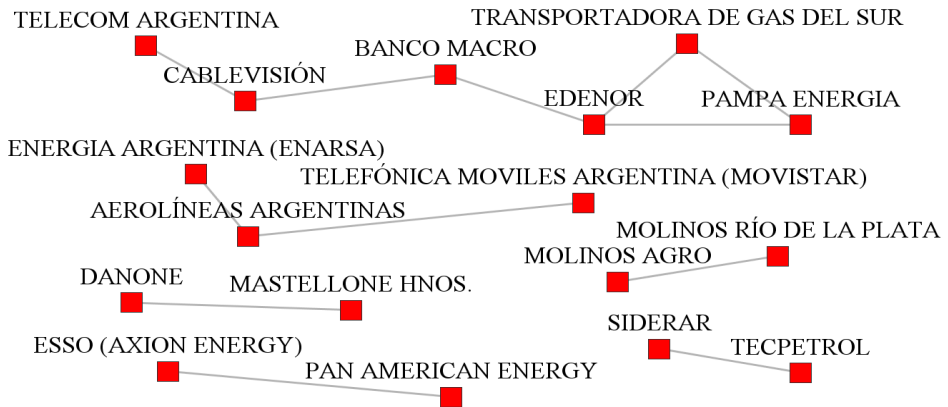 TELECOM ARGENTINA
TRANSPORTADORA DE GAS DEL SUR
BANCO MACRO
CABLEVISIÓN
EDENOR
PAMPA ENERGIA
ENERGIA ARGENTINA (ENARSA)
TELEFÓNICA MOVILES ARGENTINA (MOVISTAR)
AEROLÍNEAS ARGENTINAS
MOLINOS RÍO DE LA PLATA
MOLINOS AGRO
DANONE
MASTELLONE HNOS.
SIDERAR
ESSO (AXION ENERGY)
TECPETROL
PAN AMERICAN ENERGY